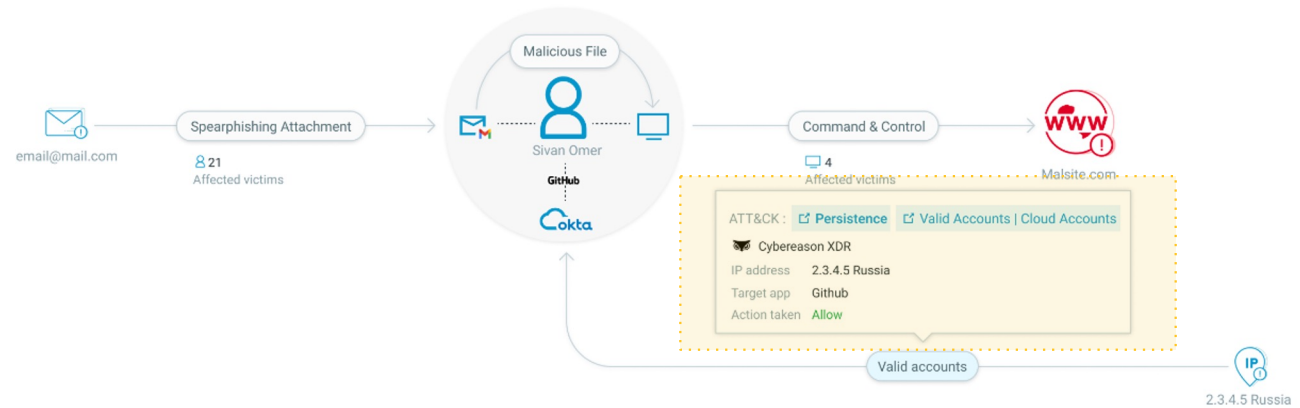 Malicious File
Spearphishing Attachment
email@mail.com
21
Affected victims
M
Sivan Omer
GitHub
okta
Command & Control
4
Affected victims
WWW
!
Malsite.com
ATT&CK : Persistence Valid Accounts | Cloud Accounts
Cybereason XDR
IP address 2.3.4.5 Russia
Target app Github
Action taken Allow
Valid accounts
IP
2.3.4.5 Russia